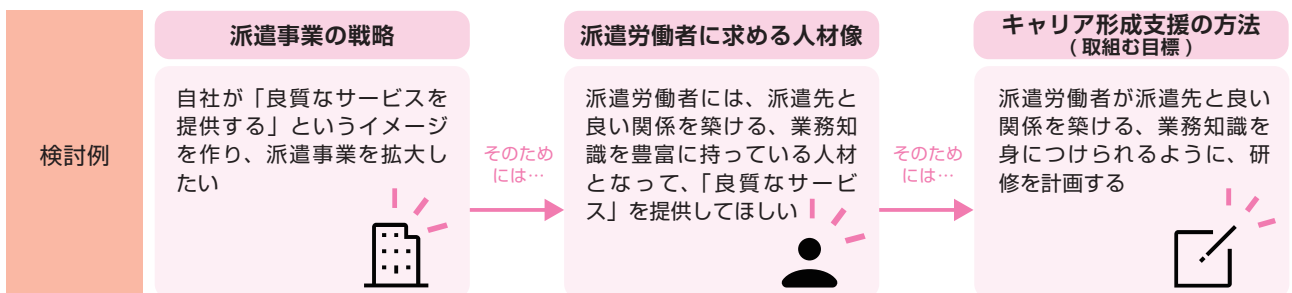 検討例
派遣事業の戦略
自社が「良質なサービスを
提供する」というイメージ
を作り、派遣事業を拡大し
たい
そのため
には…
派遣労働者に求める人材像
派遣労働者には、派遣先と
良い関係を築ける、業務知
識を豊富に持っている人材
となって、「良質なサービ
ス」を提供してほしい
そのため
には…
キャリア形成支援の方法
( 取組む目標 )
派遣労働者が派遣先と良い
関係を築ける、業務知識を
身につけられるように、研
修を計画する